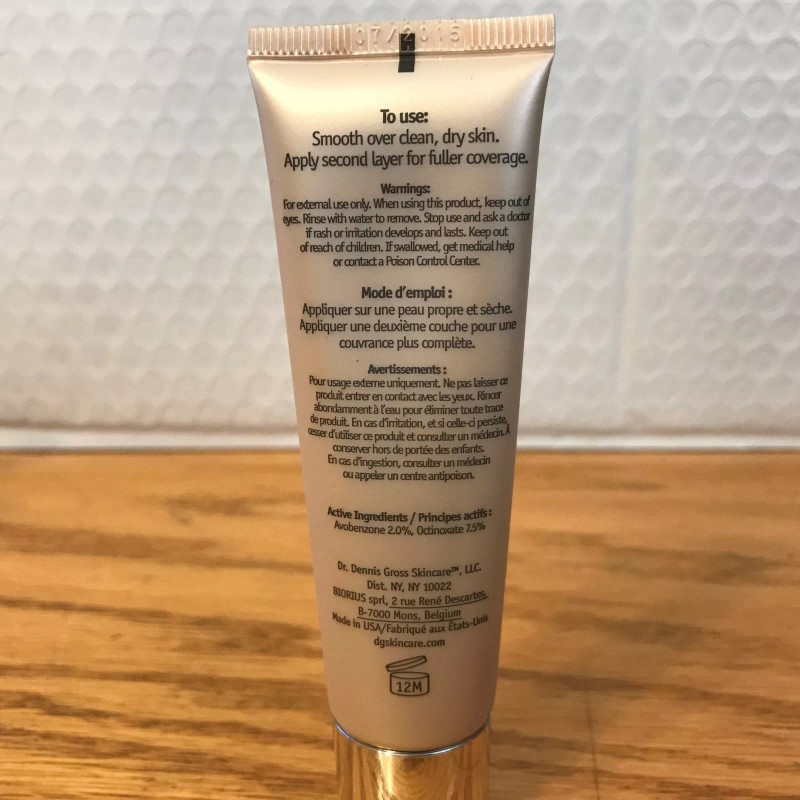 07/2015
To use:
Smooth over clean, dry skin.
Apply second layer for fuller coverage.
Warnings:
For external use only. When using this product, keep out of
eyes. Rinse with water to remove. Stop use and ask a doctor
if rash or irritation develops and lasts. Keep out
of reach of children. If swallowed, get medical help
or contact a Poison Control Center.
Mode d'emploi :
Appliquer sur une peau propre et sèche.
Appliquer une deuxième couche pour une
couvrance plus complète.
Avertissements :
Pour usage externe uniquement. Ne pas laisser ce
produit entrer en contact avec les yeux. Rincer
abondamment à l'eau pour éliminer toute trace
de produit. En cas d'irritation, et si celle-ci persiste,
cesser d'utiliser ce produit et consulter un médecin. À
conserver hors de portée des enfants.
En cas d'ingestion, consulter un médecin
ou appeler un centre antipoison.
Active Ingredients / Principes actifs :
Avobenzone 2.0%, Octinoxate 7.5%
Dr. Dennis Gross Skincare™, LLC.
Dist. NY, NY 10022
BIORIUS sprl, 2 rue René Descartes,
B-7000 Mons, Belgium
Made in USA/Fabriqué aux États-Unis
dgskincare.com
12M